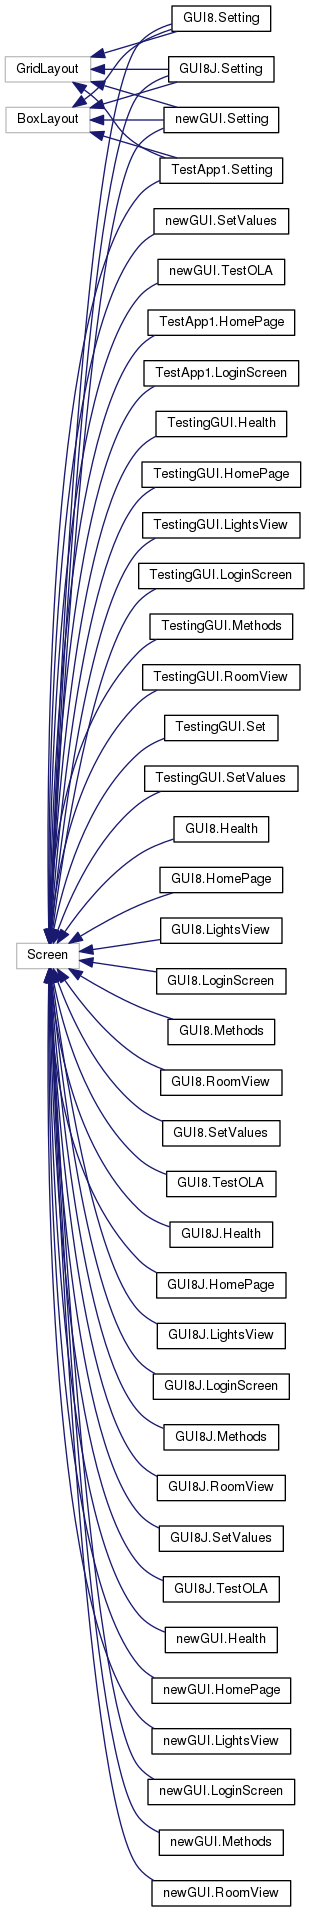 GUI8.Setting
GridLayout
GUI8J.Setting
BoxLayout
newGUI.Setting
TestApp1.Setting
newGUI.SetValues
newGUI.TestOLA
TestApp1.HomePage
TestApp1.LoginScreen
TestingGUI.Health
TestingGUI.HomePage
TestingGUI.LightsView
TestingGUI.LoginScreen
TestingGUI.Methods
TestingGUI.RoomView
TestingGUI.Set
TestingGUI.SetValues
GUI8.Health
GUI8.HomePage
GUI8.LightsView
Screen
GUI8.LoginScreen
GUI8.Methods
GUI8.RoomView
GUI8.SetValues
GUI8.TestOLA
GUI8J.Health
GUI8J.HomePage
GUI8J.LightsView
GUI8J.LoginScreen
GUI8J.Methods
GUI8J.RoomView
GUI8J.SetValues
GUI8J.TestOLA
newGUI.Health
newGUI.HomePage
newGUI.LightsView
newGUI.LoginScreen
newGUI.Methods
newGUI.RoomView